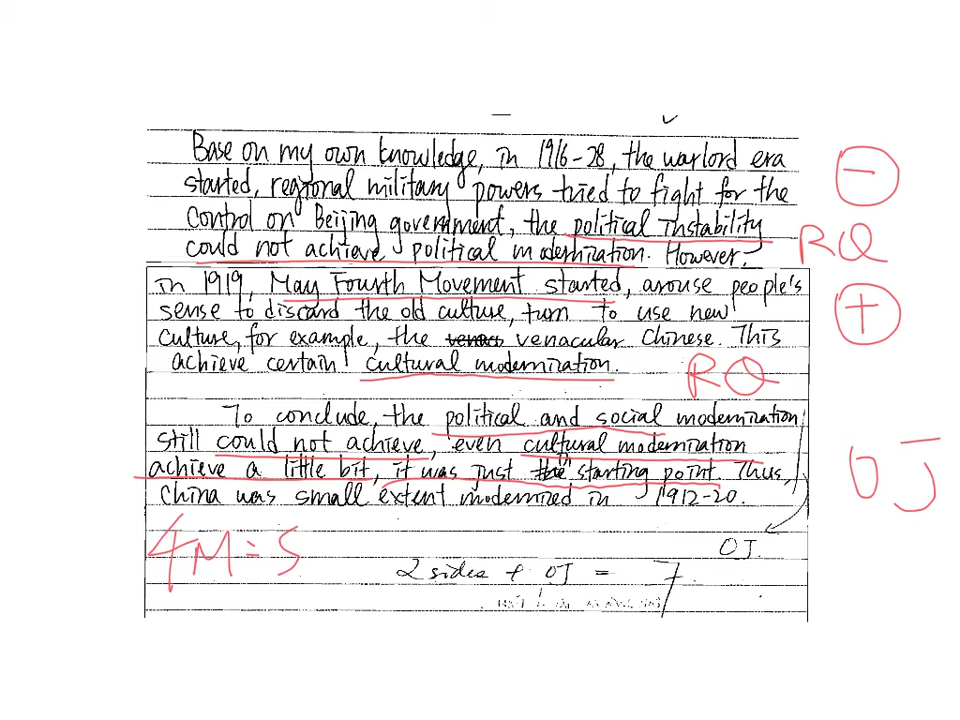 Base on my own knowledge, in 1916-28, the warlord era
started, regional military powers tried to fight for the
control on Beijing government, the political instability
could not achieve political modernization. However,
in 1919, May Fourth Movement started, arouse people's
sense to discard the old culture, turn to use new
culture, for example, the venacular Chinese. This
achieve certain cultural modernization.
To conclude, the political and social modernization
still could not achieve, even cultural modernization
achieve a little bit, it was just the starting point. Thus,
China was small extent modernized in 1912-20.
OJ.
2 sides + OJ = 7
−
RQ
+
RQ
OJ
4M=S